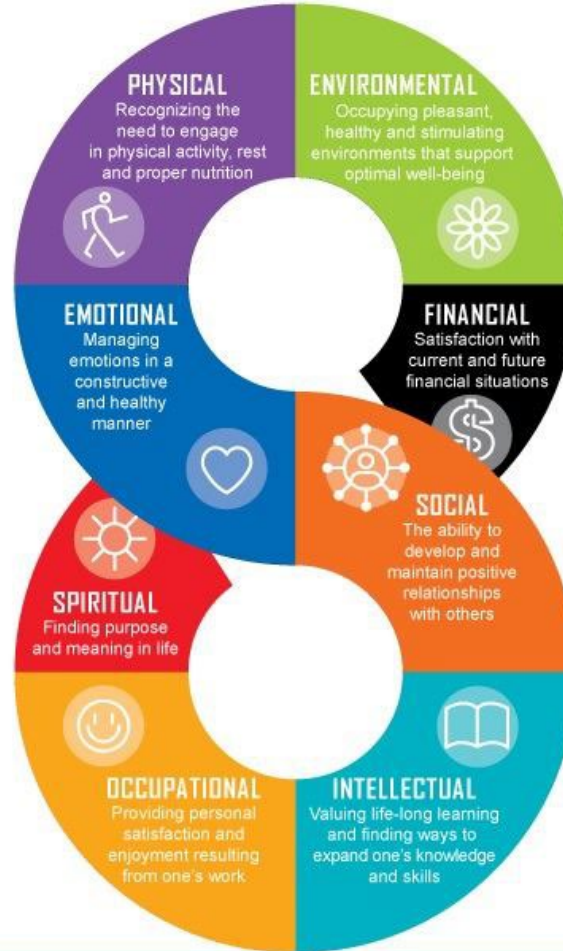 PHYSICAL
Recognizing the
need to engage
in physical activity, rest
and proper nutrition
ENVIRONMENTAL
Occupying pleasant,
healthy and stimulating
environments that support
optimal well-being
EMOTIONAL
Managing
emotions in a
constructive
and healthy
manner
FINANCIAL
Satisfaction with
current and future
financial situations
$
SOCIAL
The ability to
develop and
maintain positive
relationships
with others
SPIRITUAL
Finding purpose
and meaning in life
OCCUPATIONAL
Providing personal
satisfaction and
enjoyment resulting
from one's work
INTELLECTUAL
Valuing life-long learning
and finding ways to
expand one's knowledge
and skills